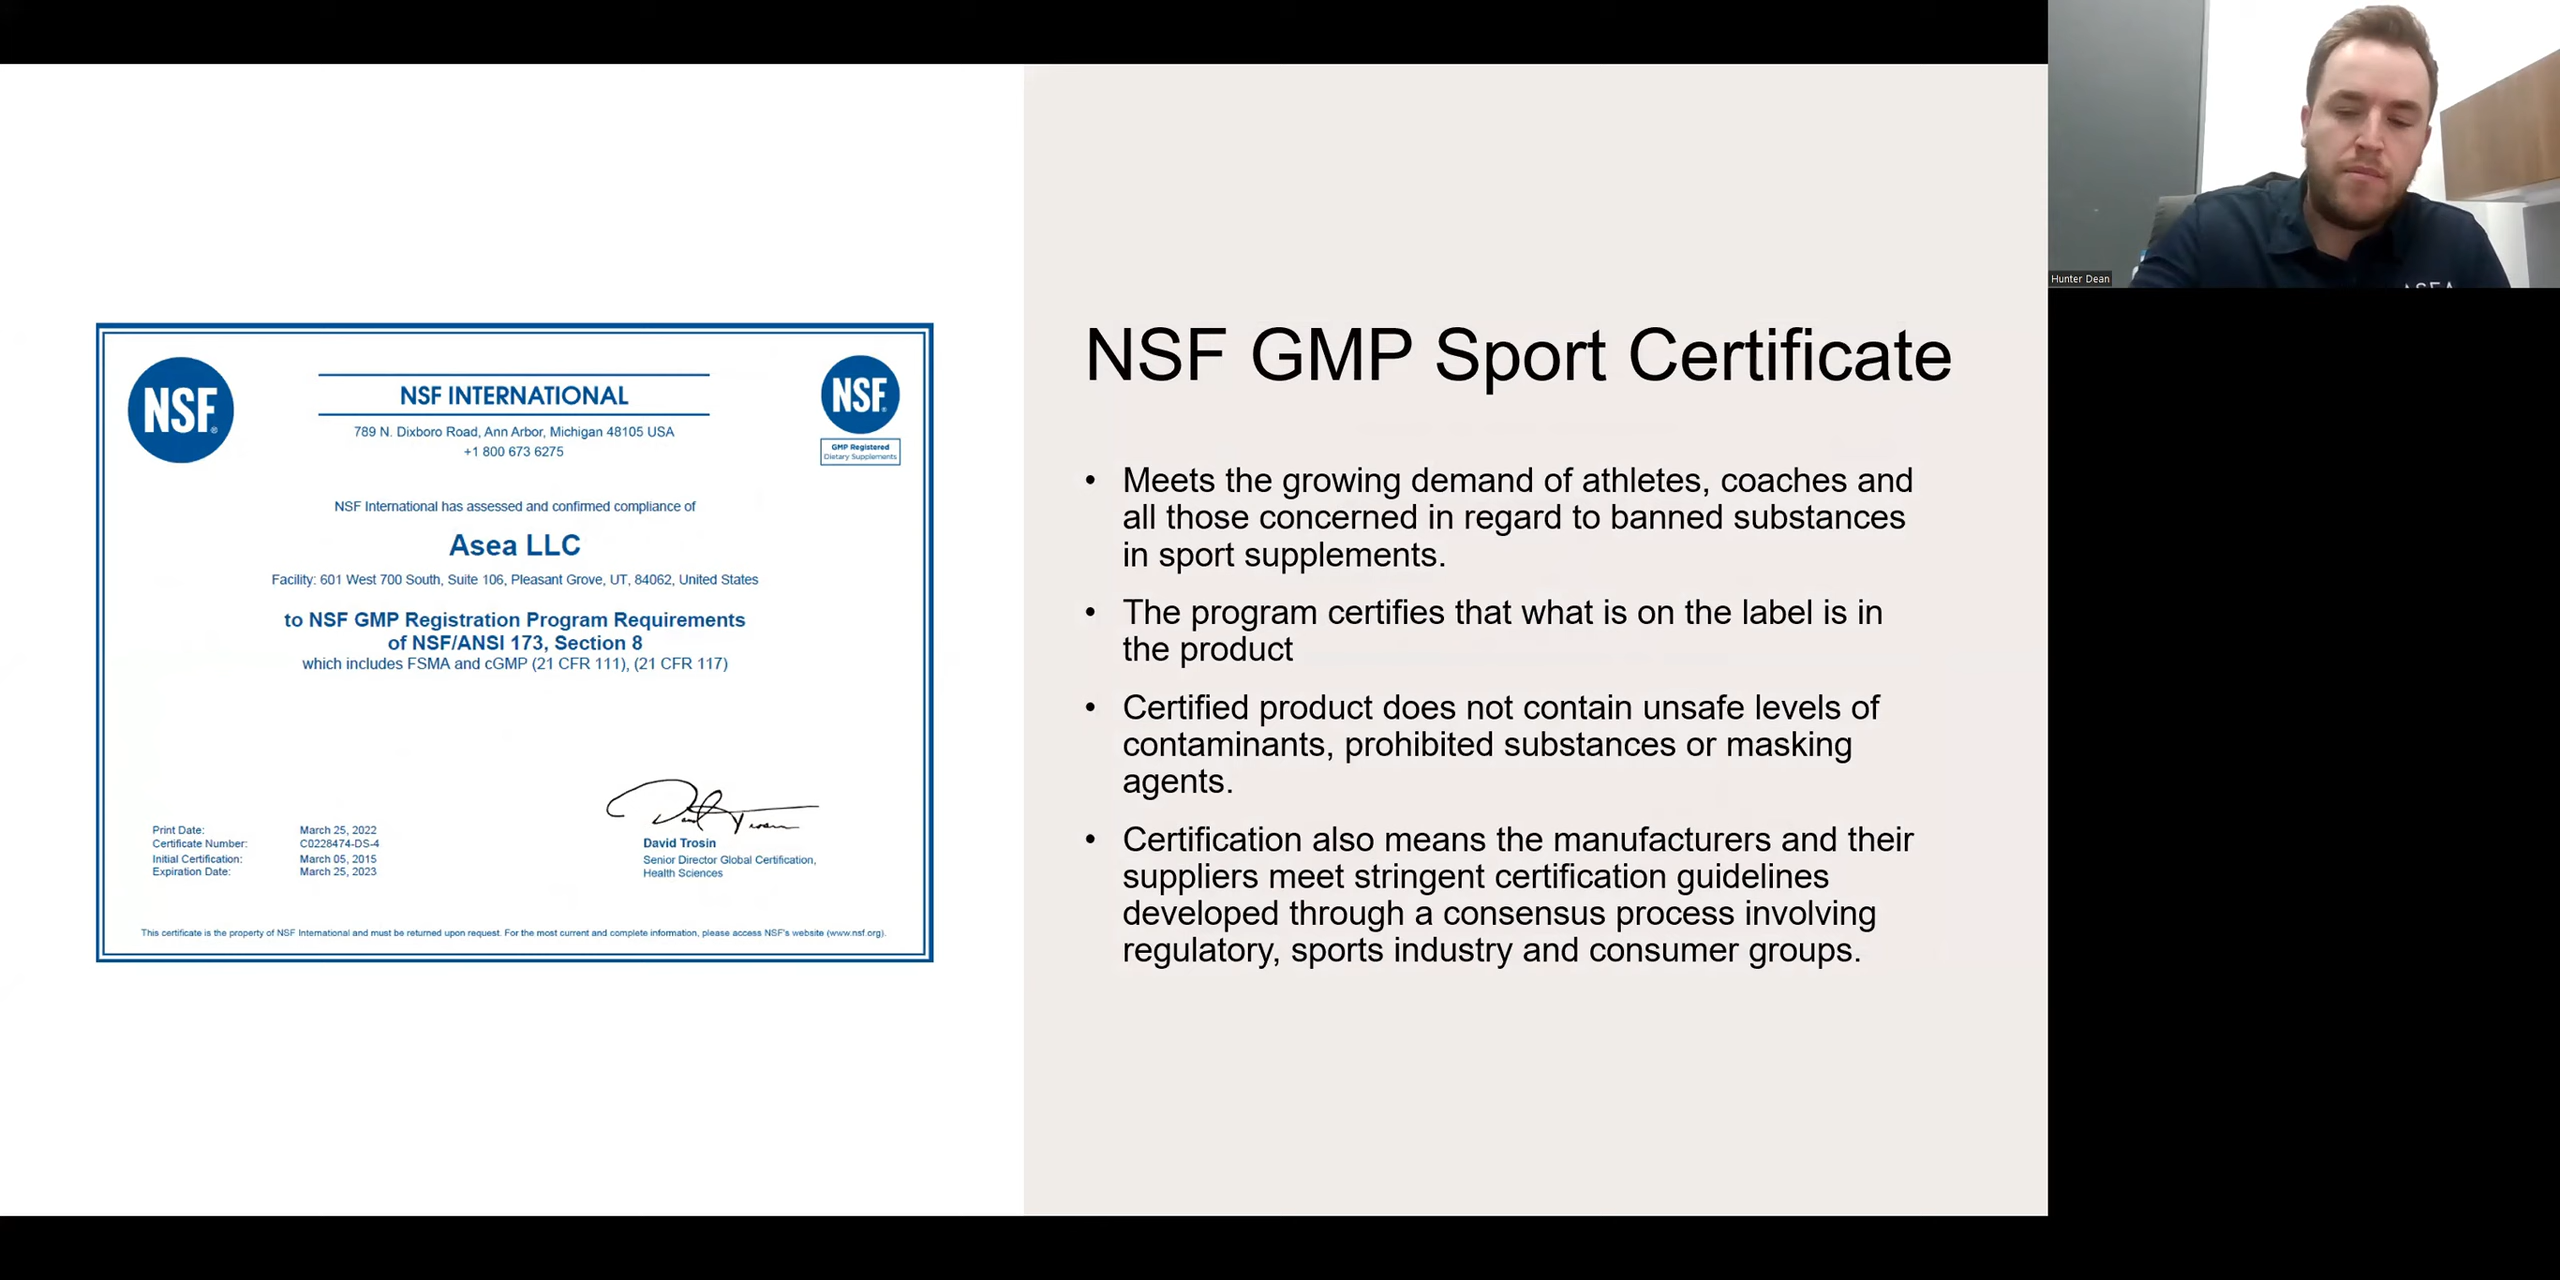 NSF
NSF INTERNATIONAL
789 N. Dixboro Road, Ann Arbor, Michigan 48105 USA
+1 800 673 6275
NSF
GMP Registered
Dietary Supplements
NSF International has assessed and confirmed compliance of
Asea LLC
Facility: 601 West 700 South, Suite 106, Pleasant Grove, UT, 84062, United States
to NSF GMP Registration Program Requirements
of NSF/ANSI 173, Section 8
which includes FSMA and cGMP (21 CFR 111), (21 CFR 117)
Print Date: March 25, 2022
Certificate Number: C0228474-DS-4
Initial Certification: March 05, 2015
Expiration Date: March 25, 2023
David Trosin
David Trosin
Senior Director Global Certification,
Health Sciences
This certificate is the property of NSF International and must be returned upon request. For the most current and complete information, please access NSF's website (www.nsf.org).
NSF GMP Sport Certificate
• Meets the growing demand of athletes, coaches and
all those concerned in regard to banned substances
in sport supplements.
• The program certifies that what is on the label is in
the product
• Certified product does not contain unsafe levels of
contaminants, prohibited substances or masking
agents.
• Certification also means the manufacturers and their
suppliers meet stringent certification guidelines
developed through a consensus process involving
regulatory, sports industry and consumer groups.
Hunter Dean
ASEA